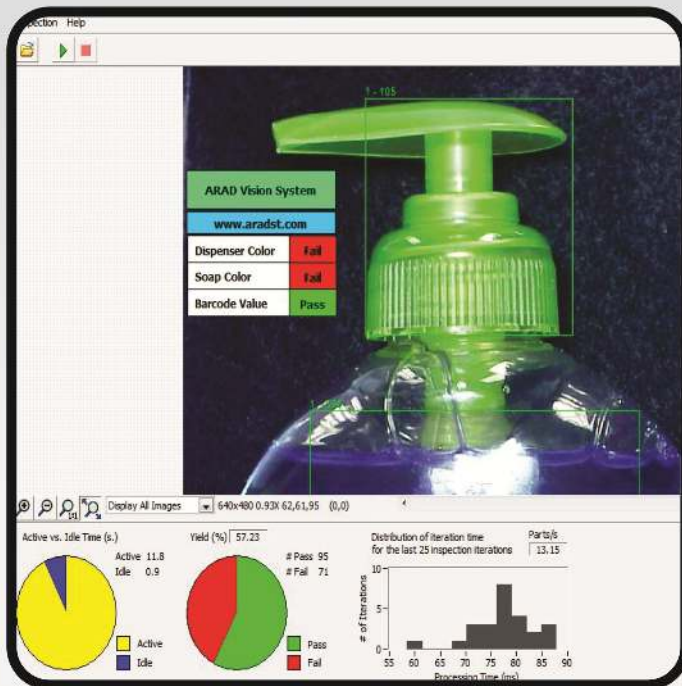 Help
1 - 105
ARAD Vision System
www.aradst.com
Dispenser Color Fail
Soap Color Fail
Barcode Value Pass
Display All Images 640x480 0.93X 62,61,95 (0,0)
Active vs. Idle Time (s.)
Active 11.8
Idle 0.9
Active
Idle
Yield (%) 57.23
# Pass 95
# Fail 71
Pass
Fail
Distribution of iteration time
for the last 25 inspection iterations
Parts/s
13.15
# of Iterations
10
5
0
55 60 65 70 75 80 85 90
Processing Time (ms)